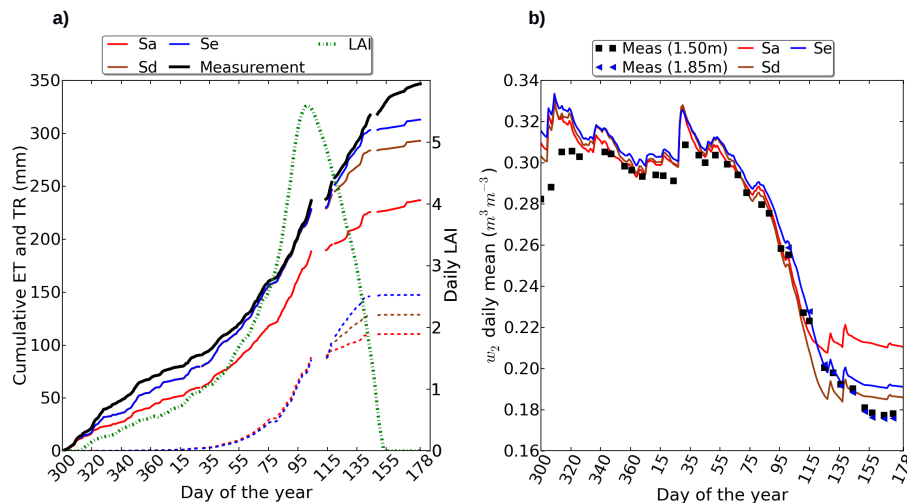 a)
Sa Se LAI
Sd Measurement
350
300
250
200
150
100
50
0
Cumulative ET and TR (mm)
5
4
3
2
1
0
Daily LAI
300 320 340 360 15 35 55 75 95 115 135 155 178
Day of the year
b)
Meas (1.50m) Sa Se
Meas (1.85m) Sd
0.34
0.32
0.30
0.28
0.26
0.24
0.22
0.20
0.18
0.16
w₂ daily mean (m³m⁻³)
300 320 340 360 15 35 55 75 95 115 135 155 178
Day of the year